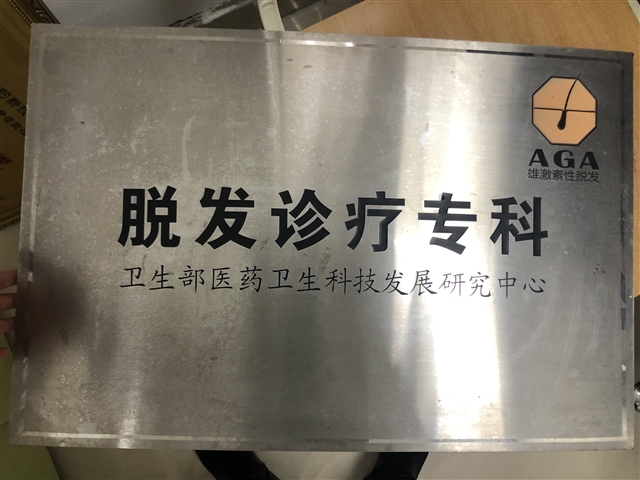 AGA
雄激素性脱发
脱发诊疗专科
卫生部医药卫生科技发展研究中心